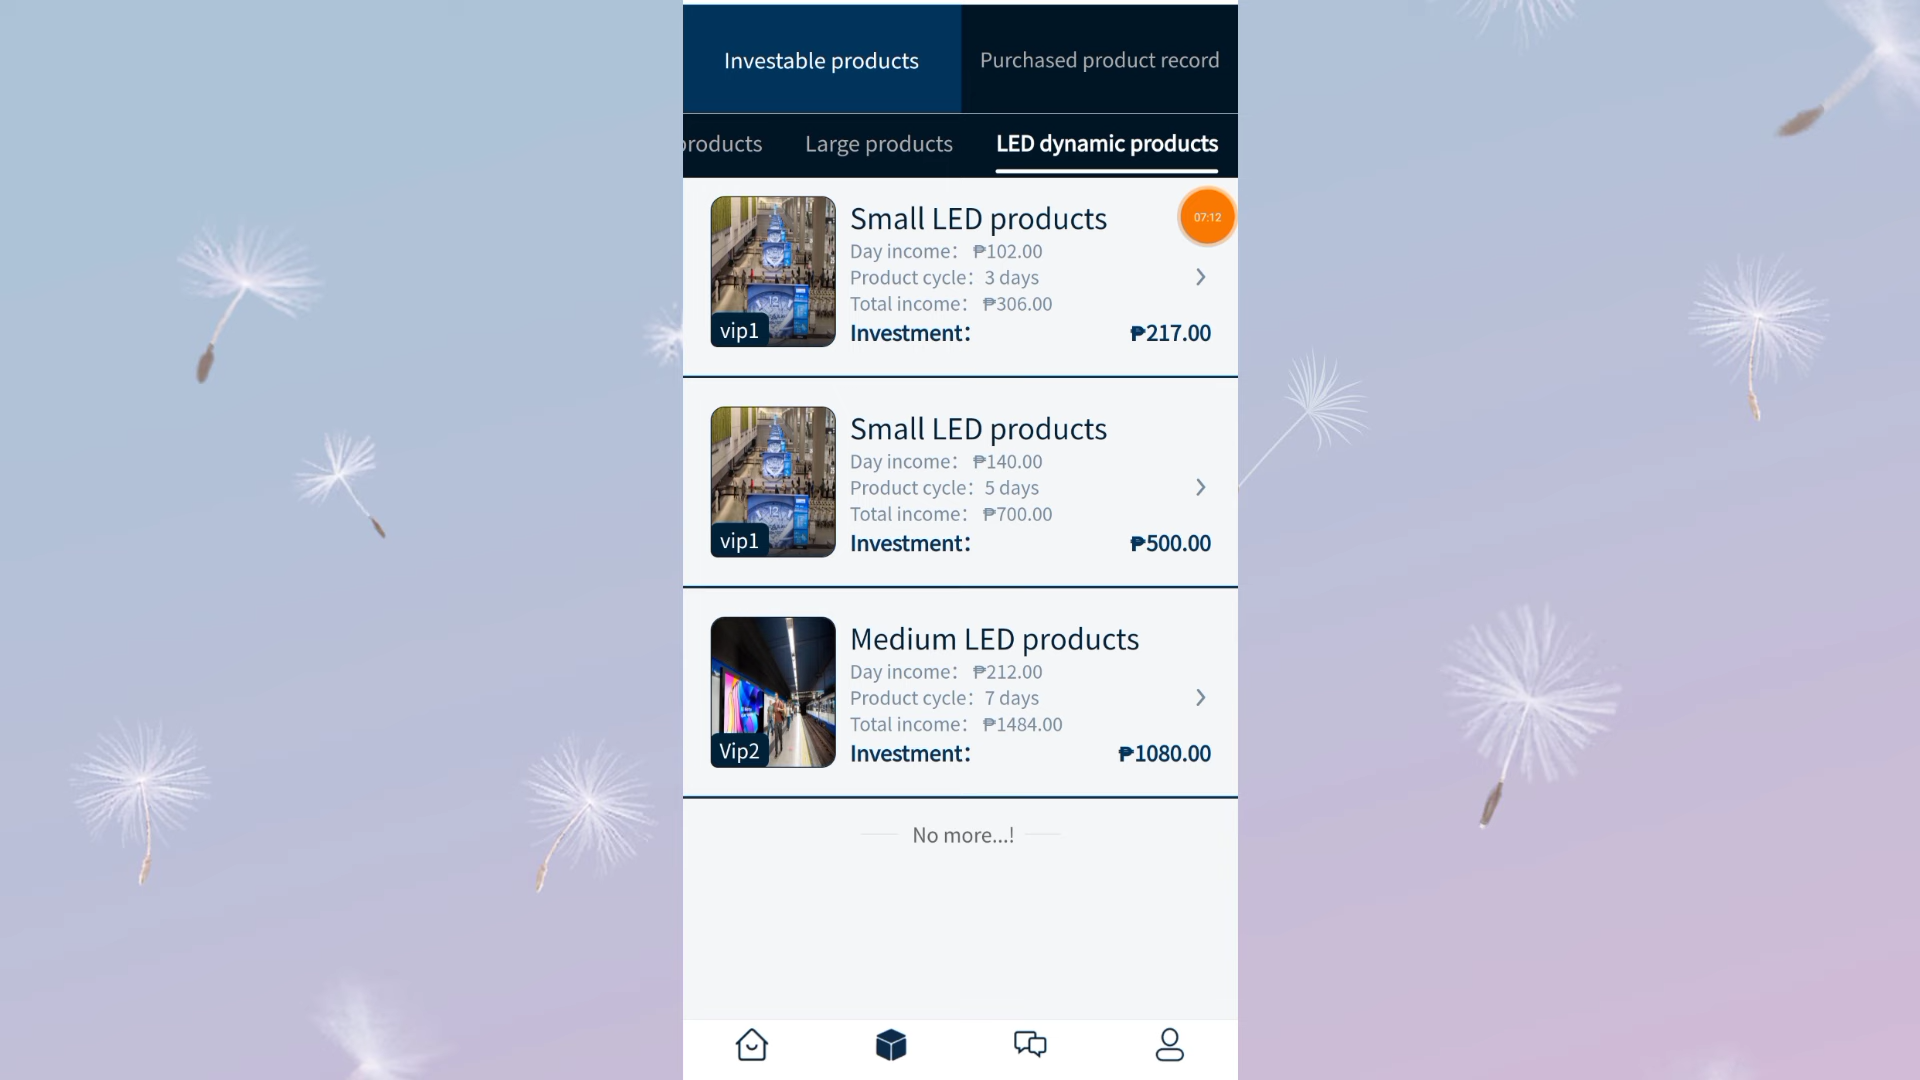 Investable products
Purchased product record
products
Large products
LED dynamic products
Small LED products
07:12
Day income: ₱102.00
Product cycle: 3 days
Total income: ₱306.00
vip1
Investment: ₱217.00
Small LED products
Day income: ₱140.00
Product cycle: 5 days
Total income: ₱700.00
vip1
Investment: ₱500.00
Medium LED products
Day income: ₱212.00
Product cycle: 7 days
Total income: ₱1484.00
Vip2
Investment: ₱1080.00
No more...!